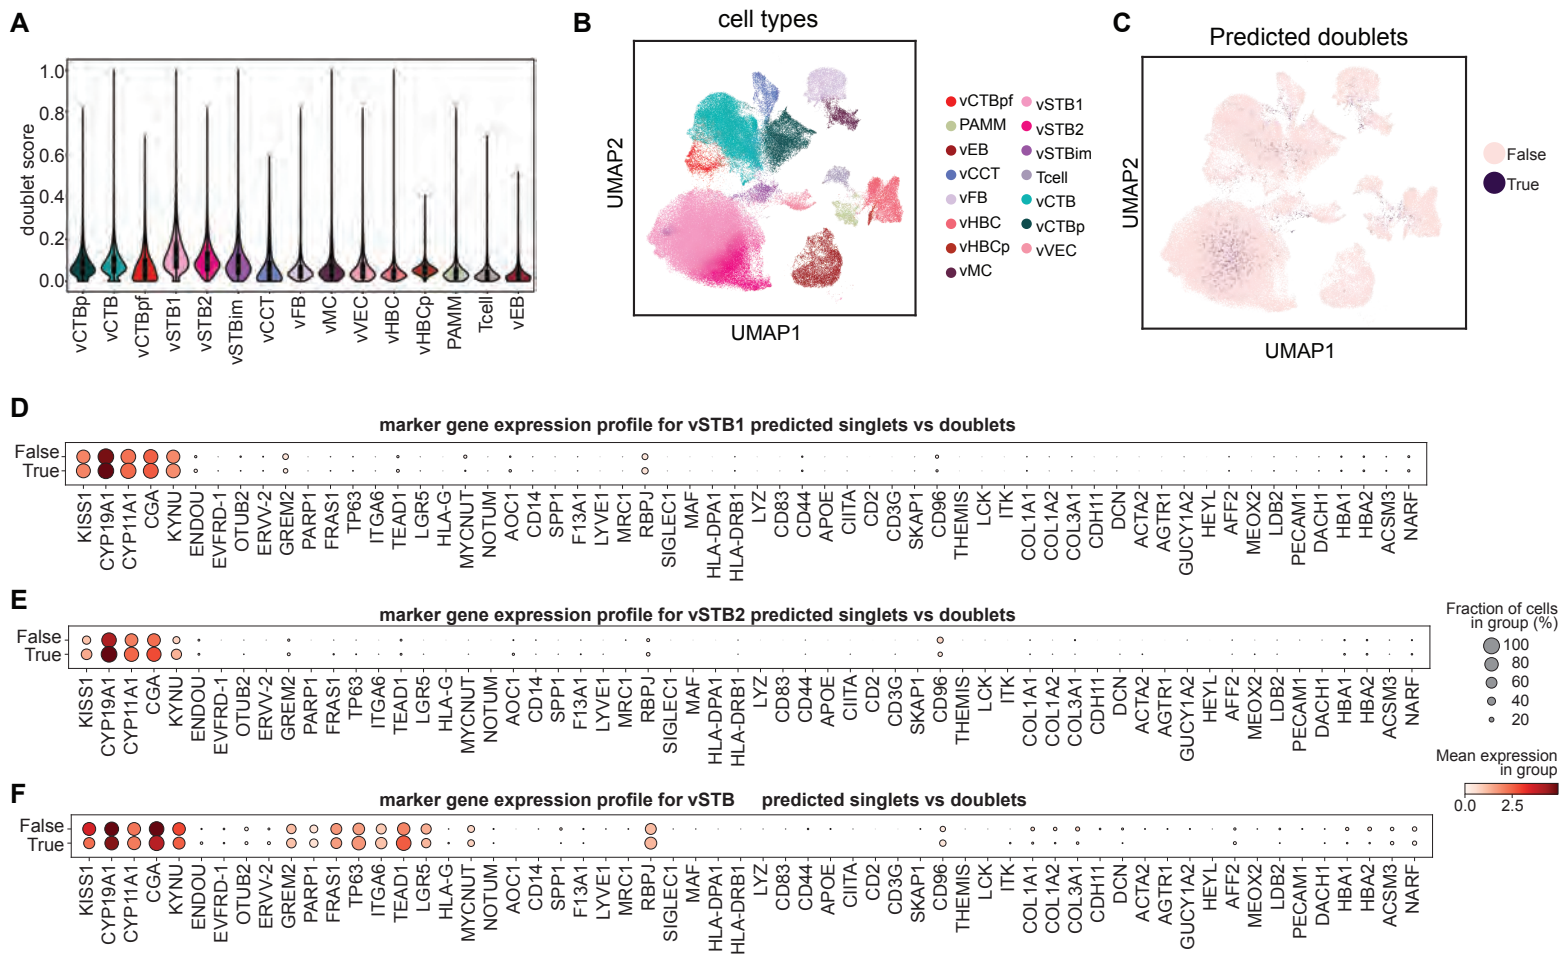 A
doublet score
1.0
0.8
0.6
0.4
0.2
0.0
vCTBp
vCTB
vCTBpf
vSTB1
vSTB2
vSTBim
vCCT
vFB
vMC
vVEC
vHBC
vHBCp
PAMM
Tcell
vEB
B
cell types
UMAP2
UMAP1
vCTBpf
PAMM
vEB
vCCT
vFB
vHBC
vHBCp
vMC
vSTB1
vSTB2
vSTBim
Tcell
vCTB
vCTBp
vVEC
C
Predicted doublets
UMAP2
UMAP1
False
True
D
marker gene expression profile for vSTB1 predicted singlets vs doublets
False
True
KISS1 CYP19A1 CYP11A1 CGA KYNU ENDOU EVFRD-1 OTUB2 ERVV-2 GREM2 PARP1 FRAS1 TP63 ITGA6 TEAD1 LGR5 HLA-G MYCNUT NOTUM AOC1 CD14 SPP1 F13A1 LYVE1 MRC1 RBPJ SIGLEC1 MAF HLA-DPA1 HLA-DRB1 LYZ CD83 CD44 APOE CIITA CD2 CD3G SKAP1 CD96 THEMIS LCK ITK COL1A1 COL1A2 COL3A1 CDH11 DCN ACTA2 AGTR1 GUCY1A2 HEYL AFF2 MEOX2 LDB2 PECAM1 DACH1 HBA1 HBA2 ACSM3 NARF
E
marker gene expression profile for vSTB2 predicted singlets vs doublets
False
True
KISS1 CYP19A1 CYP11A1 CGA KYNU ENDOU EVFRD-1 OTUB2 ERVV-2 GREM2 PARP1 FRAS1 TP63 ITGA6 TEAD1 LGR5 HLA-G MYCNUT NOTUM AOC1 CD14 SPP1 F13A1 LYVE1 MRC1 RBPJ SIGLEC1 MAF HLA-DPA1 HLA-DRB1 LYZ CD83 CD44 APOE CIITA CD2 CD3G SKAP1 CD96 THEMIS LCK ITK COL1A1 COL1A2 COL3A1 CDH11 DCN ACTA2 AGTR1 GUCY1A2 HEYL AFF2 MEOX2 LDB2 PECAM1 DACH1 HBA1 HBA2 ACSM3 NARF
Fraction of cells
in group (%)
100
80
60
40
20
Mean expression
in group
0.0 2.5
F
marker gene expression profile for vSTB predicted singlets vs doublets
False
True
KISS1 CYP19A1 CYP11A1 CGA KYNU ENDOU EVFRD-1 OTUB2 ERVV-2 GREM2 PARP1 FRAS1 TP63 ITGA6 TEAD1 LGR5 HLA-G MYCNUT NOTUM AOC1 CD14 SPP1 F13A1 LYVE1 MRC1 RBPJ SIGLEC1 MAF HLA-DPA1 HLA-DRB1 LYZ CD83 CD44 APOE CIITA CD2 CD3G SKAP1 CD96 THEMIS LCK ITK COL1A1 COL1A2 COL3A1 CDH11 DCN ACTA2 AGTR1 GUCY1A2 HEYL AFF2 MEOX2 LDB2 PECAM1 DACH1 HBA1 HBA2 ACSM3 NARF